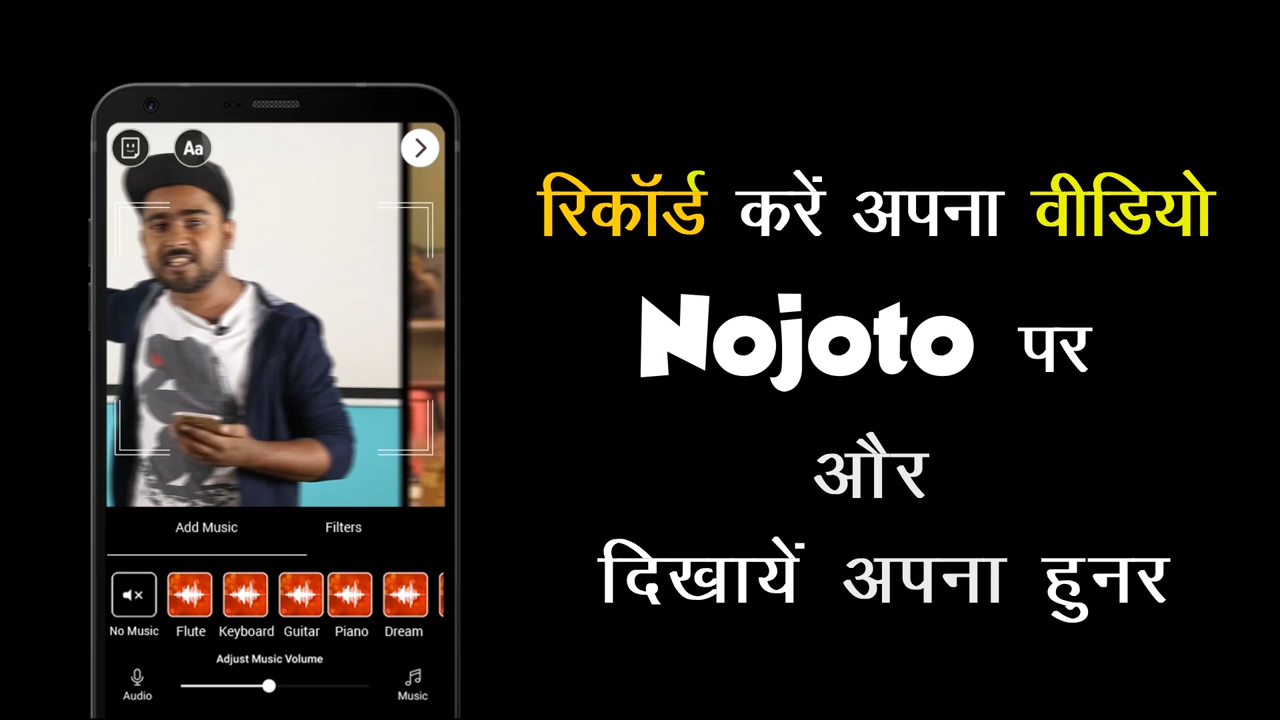 Aa
रिकॉर्ड करें अपना वीडियो
Nojoto पर
और
दिखायें अपना हुनर
Add Music Filters
No Music Flute Keyboard Guitar Piano Dream
Adjust Music Volume
Audio Music